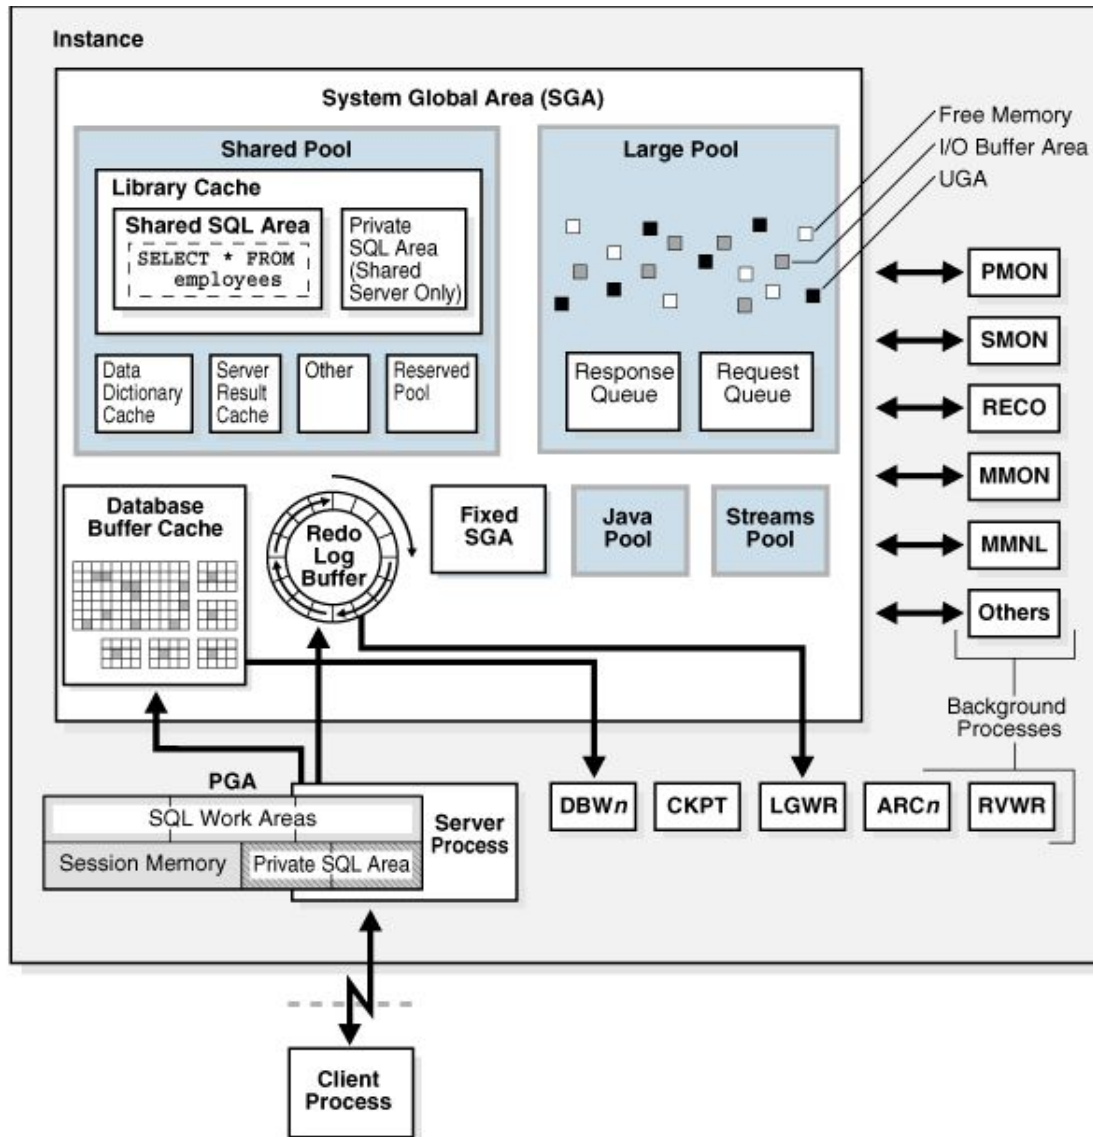 Instance
System Global Area (SGA)
Shared Pool
Library Cache
Shared SQL Area
SELECT * FROM
employees
Private
SQL Area
(Shared
Server Only)
Data
Dictionary
Cache
Server
Result
Cache
Other
Reserved
Pool
Large Pool
Response
Queue
Request
Queue
Free Memory
I/O Buffer Area
UGA
Database
Buffer Cache
Redo
Log
Buffer
Fixed
SGA
Java
Pool
Streams
Pool
PMON
SMON
RECO
MMON
MMNL
Others
Background
Processes
PGA
SQL Work Areas
Session Memory
Private SQL Area
Server
Process
DBWn
CKPT
LGWR
ARCn
RVWR
Client
Process